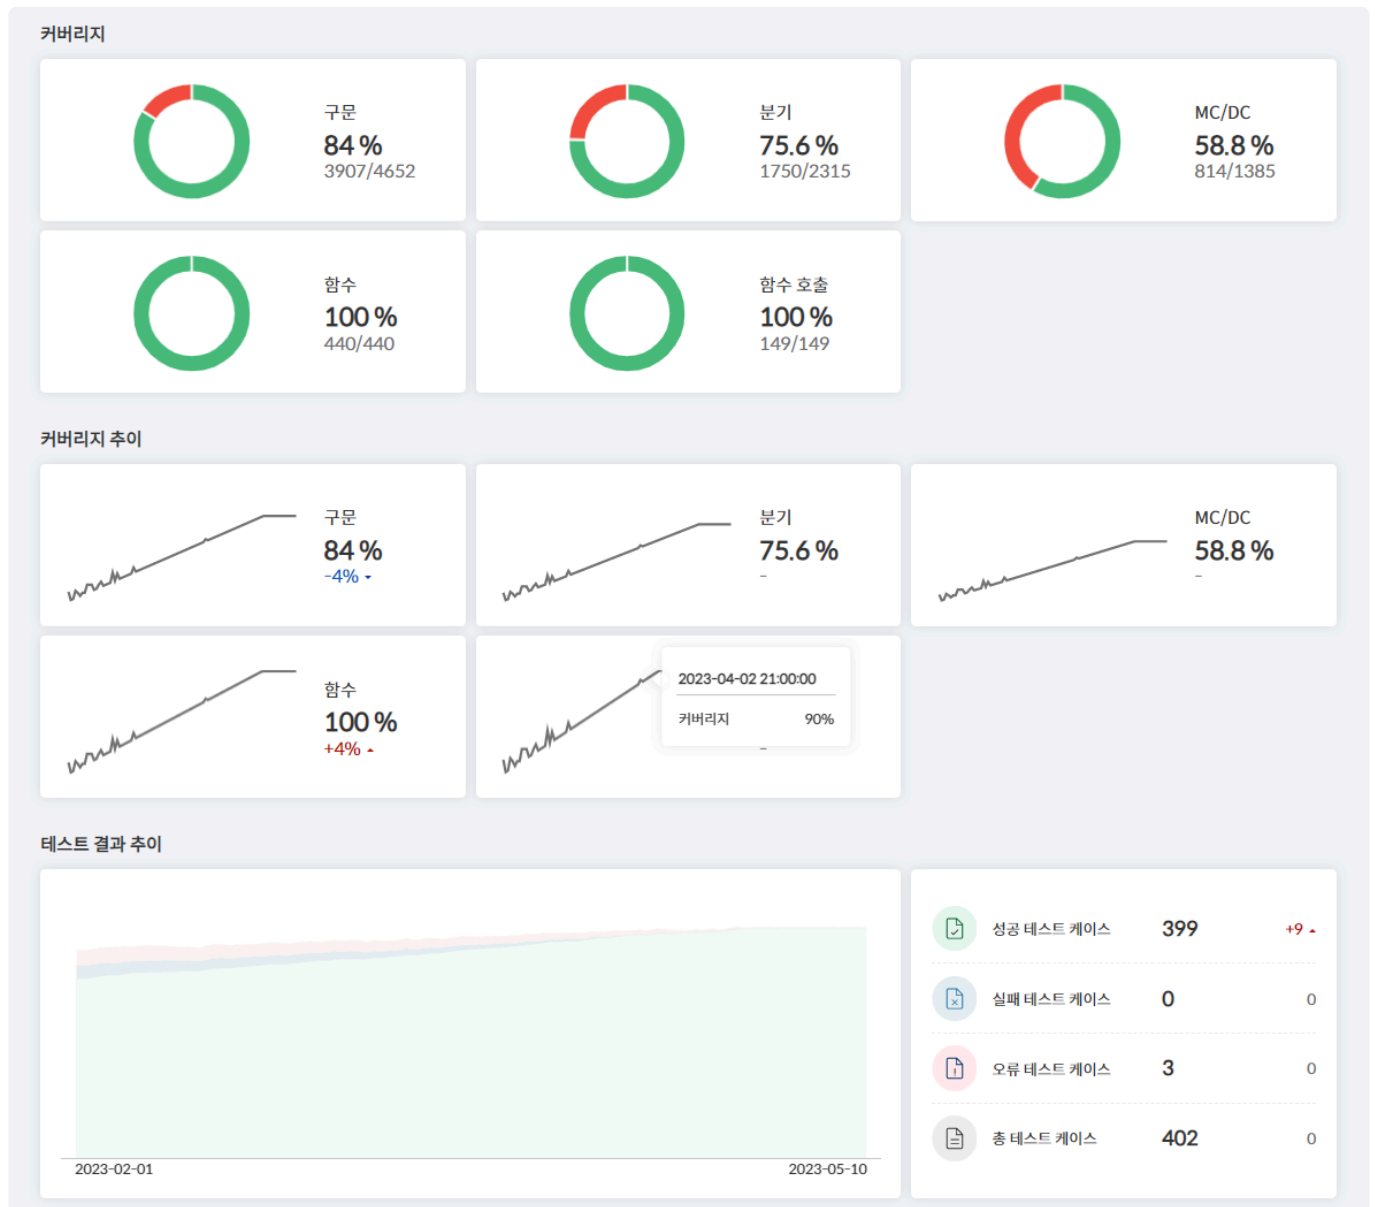 커버리지
구문
84 %
3907/4652
분기
75.6 %
1750/2315
MC/DC
58.8 %
814/1385
함수
100 %
440/440
함수 호출
100 %
149/149
커버리지 추이
구문
84 %
-4%
분기
75.6 %
-
MC/DC
58.8 %
-
함수
100 %
+4%
2023-04-02 21:00:00
커버리지 90%
-
테스트 결과 추이
2023-02-01 2023-05-10
성공 테스트 케이스 399 +9
실패 테스트 케이스 0 0
오류 테스트 케이스 3 0
총 테스트 케이스 402 0